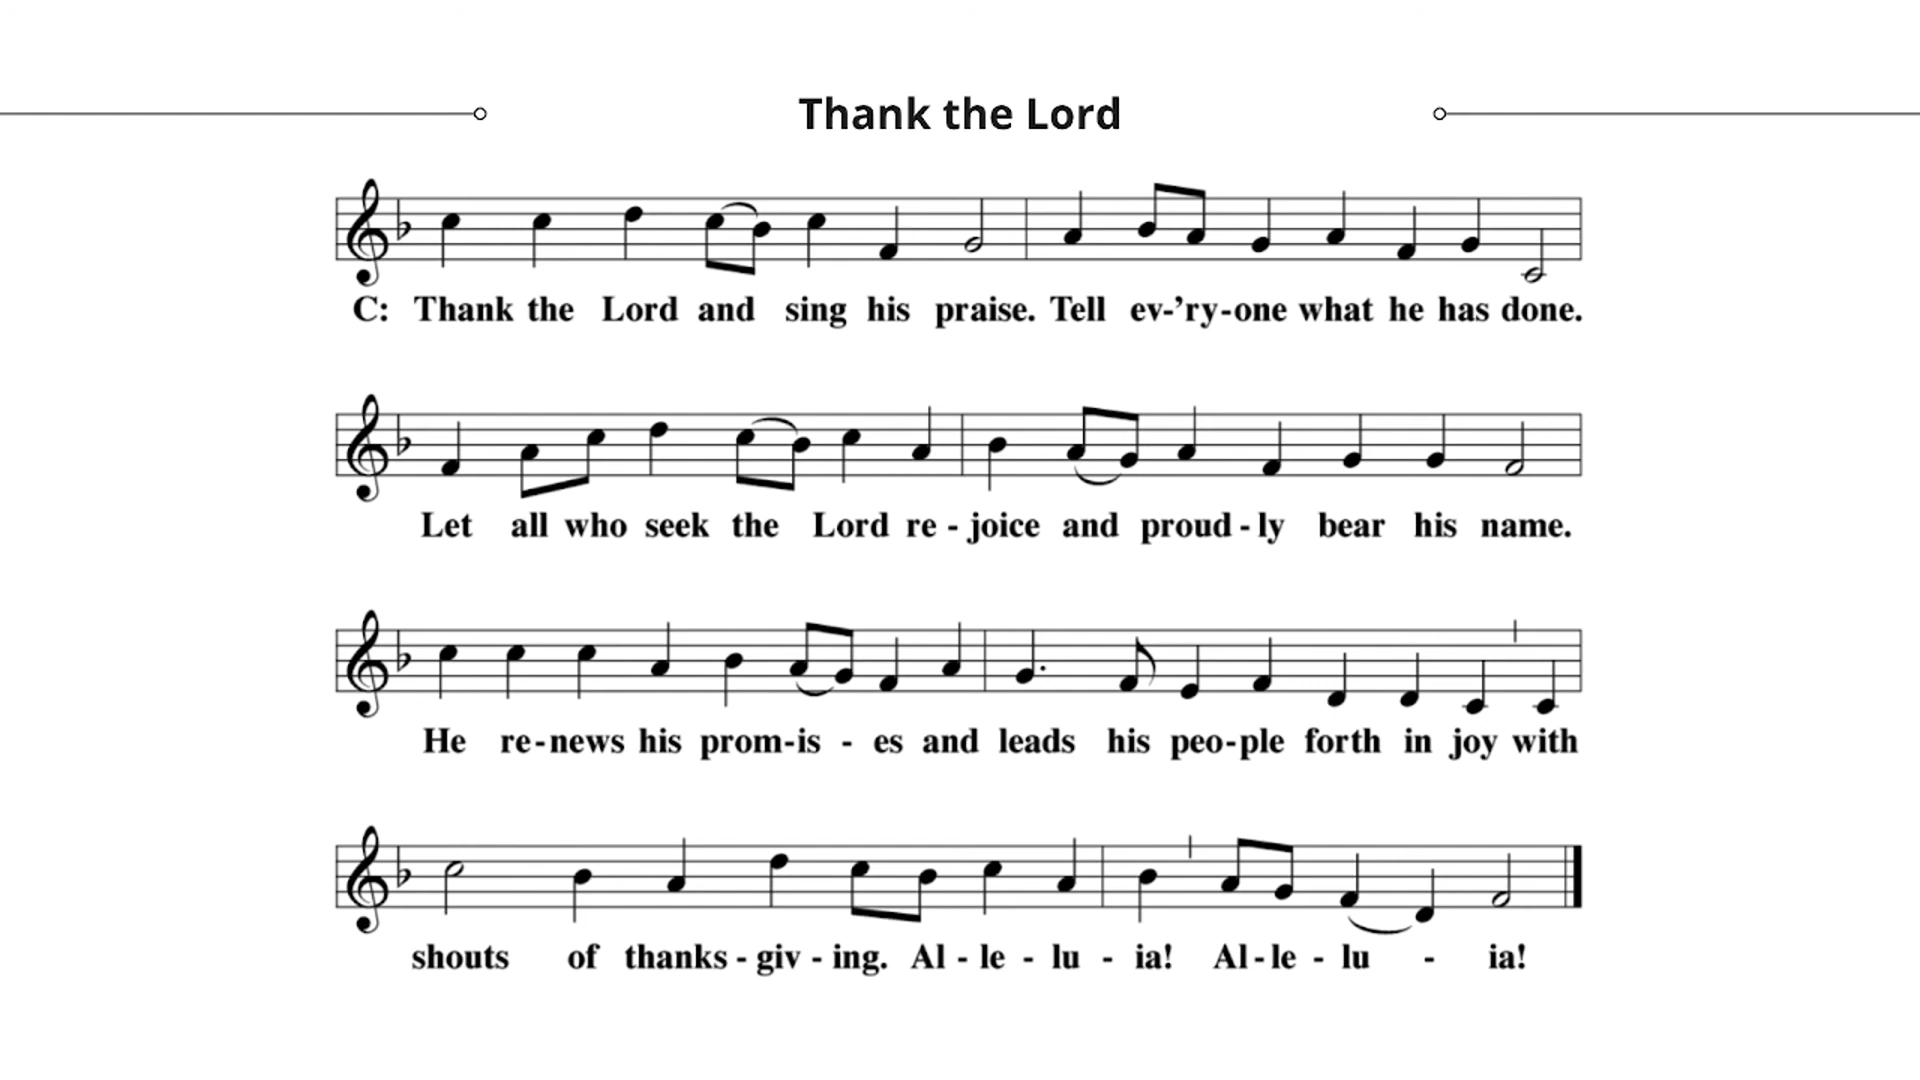 Thank the Lord
C: Thank the Lord and sing his praise. Tell ev-’ry-one what he has done.
Let all who seek the Lord re - joice and proud - ly bear his name.
He re - news his prom - is - es and leads his peo - ple forth in joy with
shouts of thanks - giv - ing. Al - le - lu - ia! Al - le - lu - ia!